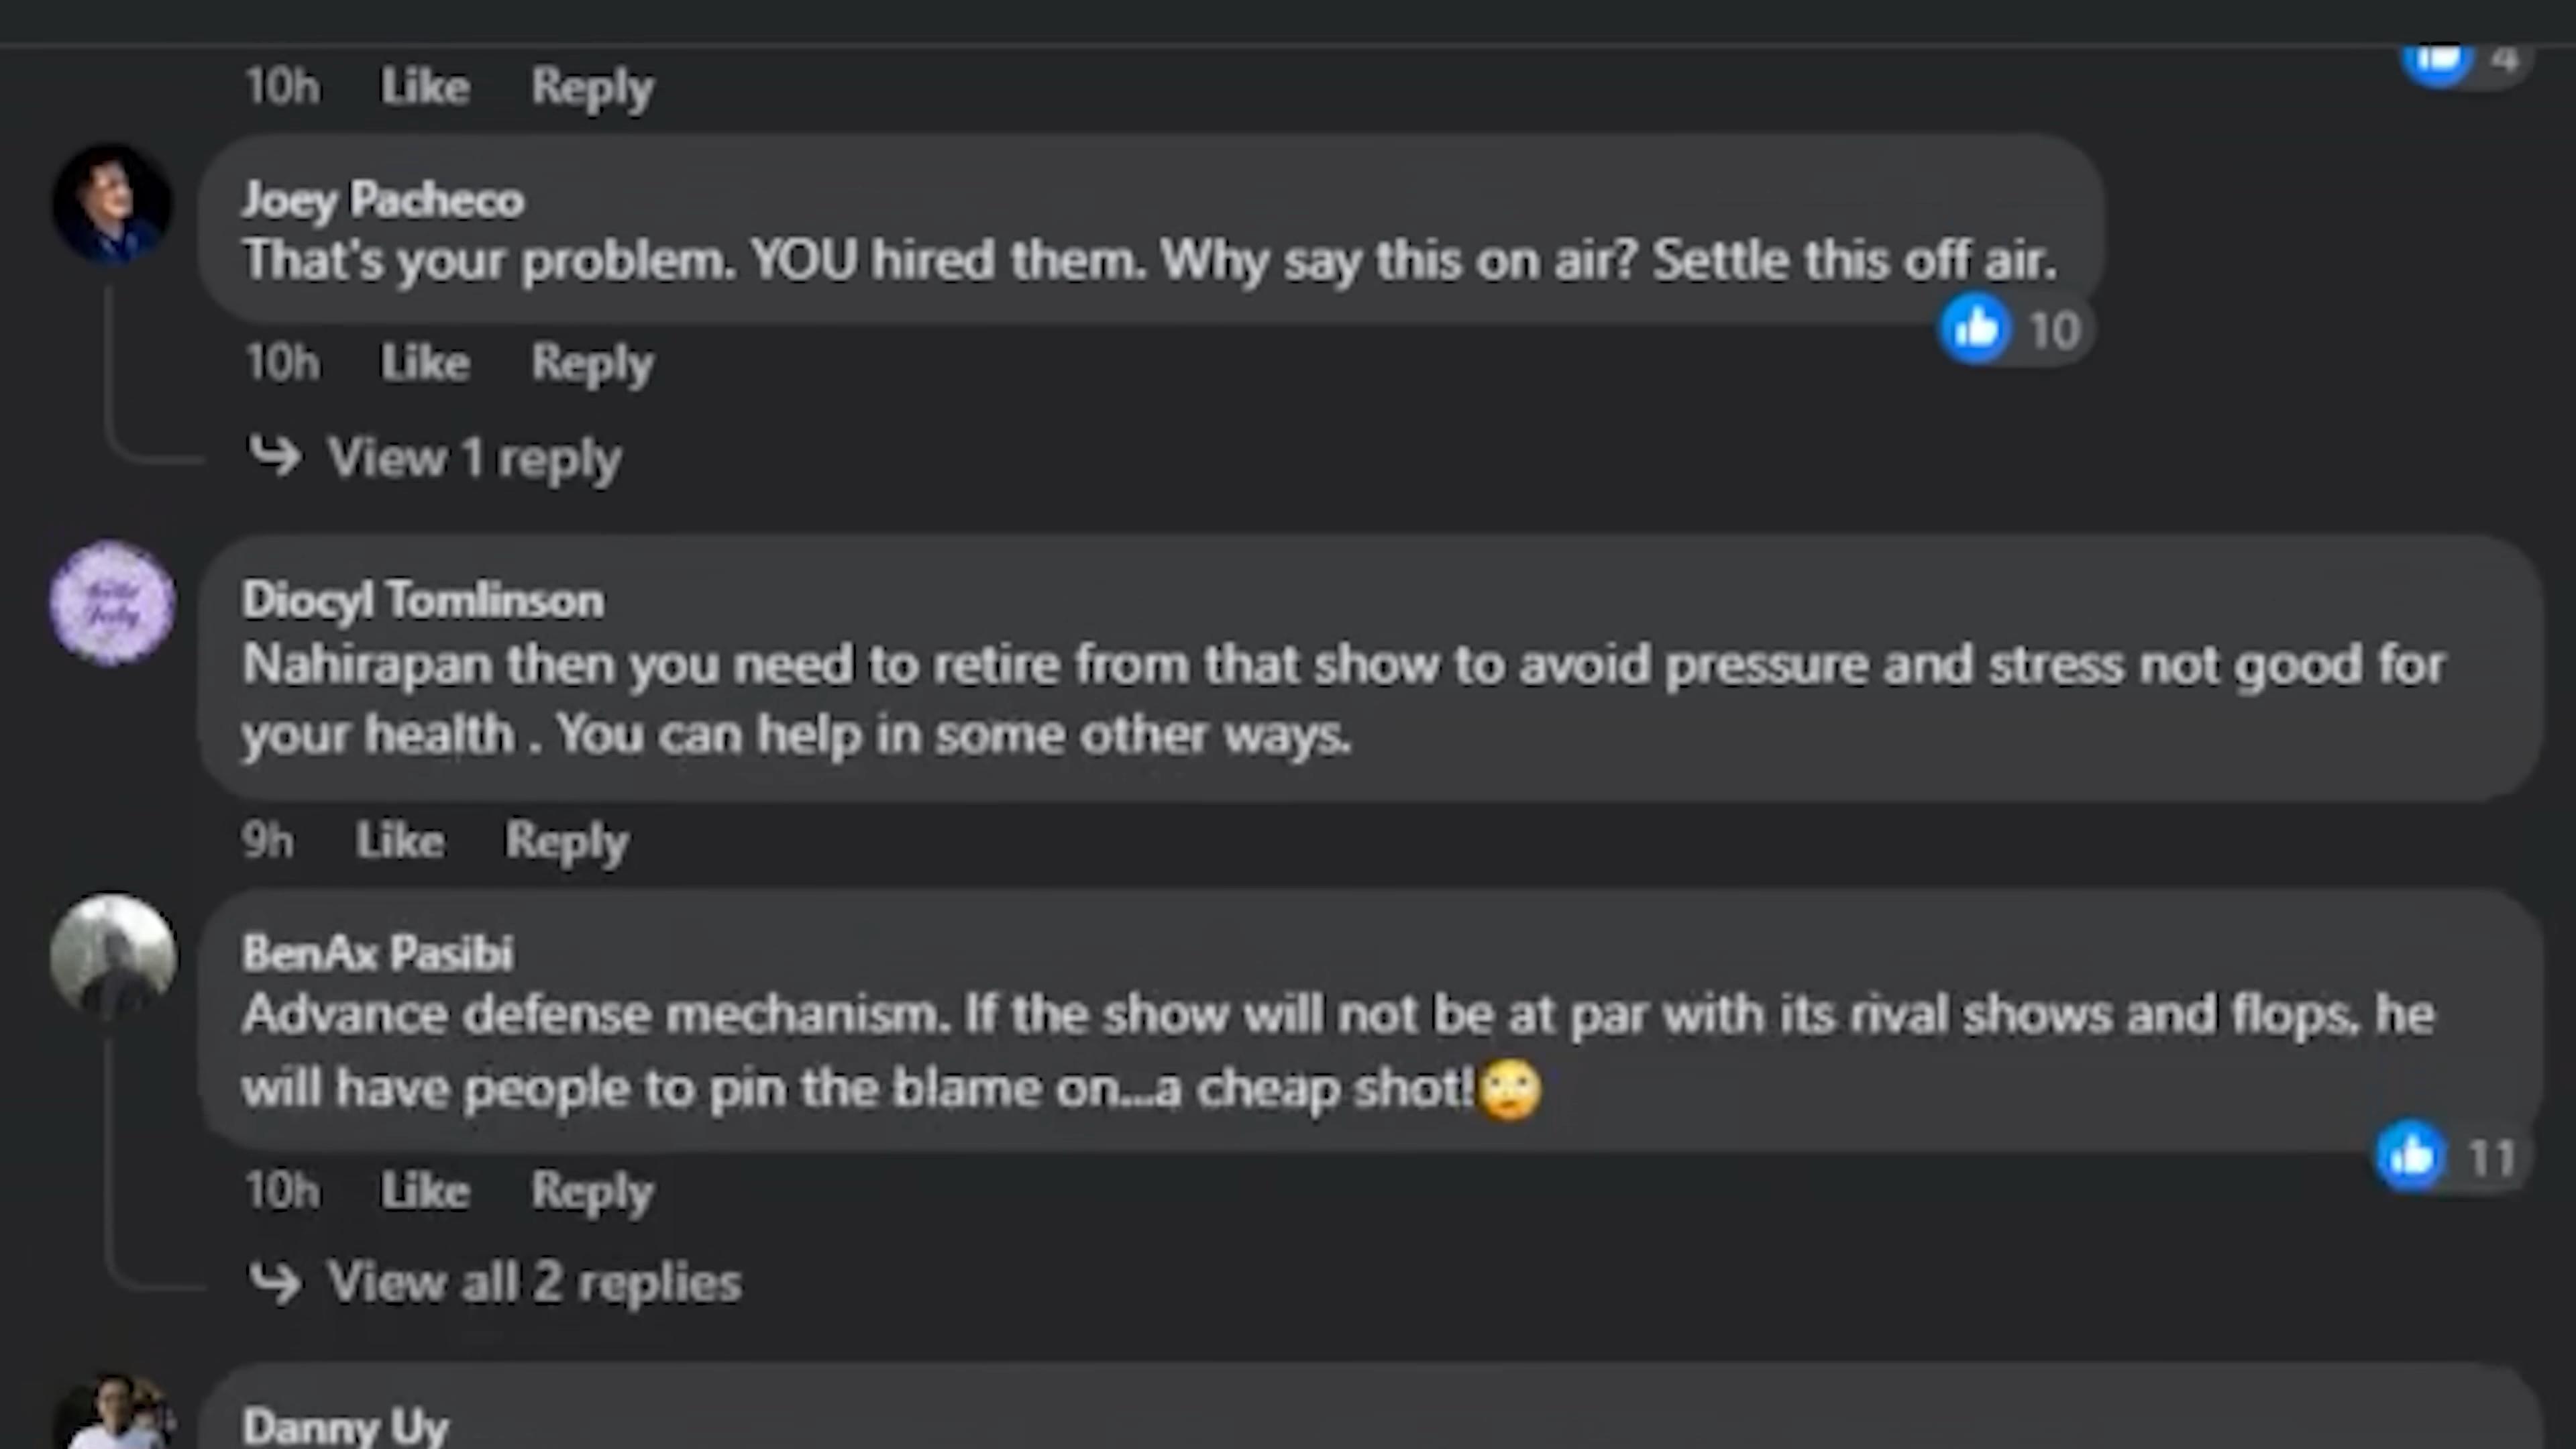 10h Like Reply 4
Joey Pacheco
That's your problem. YOU hired them. Why say this on air? Settle this off air.
10
10h Like Reply
View 1 reply
Diocyl Tomlinson
Nahirapan then you need to retire from that show to avoid pressure and stress not good for
your health . You can help in some other ways.
9h Like Reply
BenAx Pasibi
Advance defense mechanism. If the show will not be at par with its rival shows and flops, he
will have people to pin the blame on...a cheap shot!🙄
11
10h Like Reply
View all 2 replies
Danny Uy